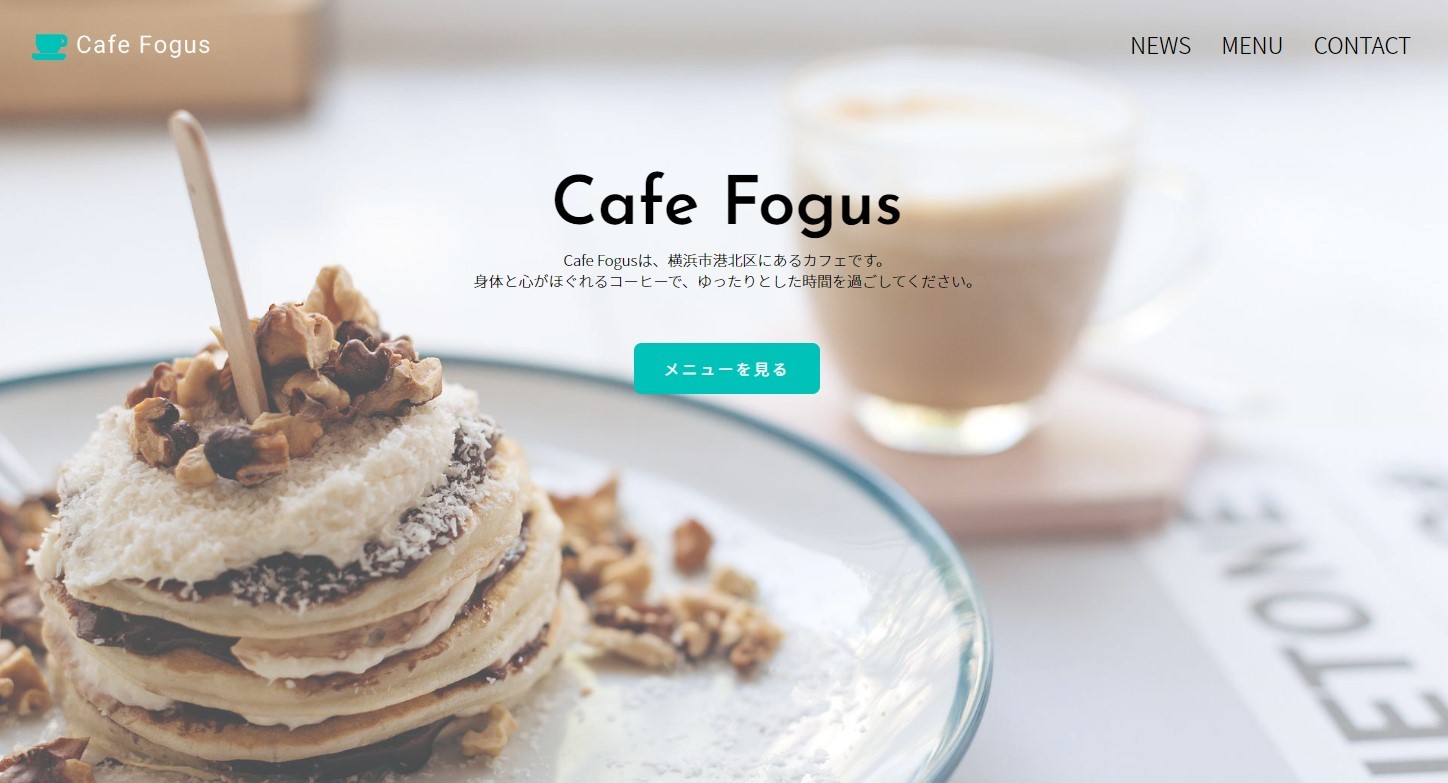 Cafe Fogus
NEWS MENU CONTACT
Cafe Fogus
Cafe Fogusは、横浜市港北区にあるカフェです。
身体と心がほぐれるコーヒーで、ゆったりとした時間を過ごしてください。
メニューを見る